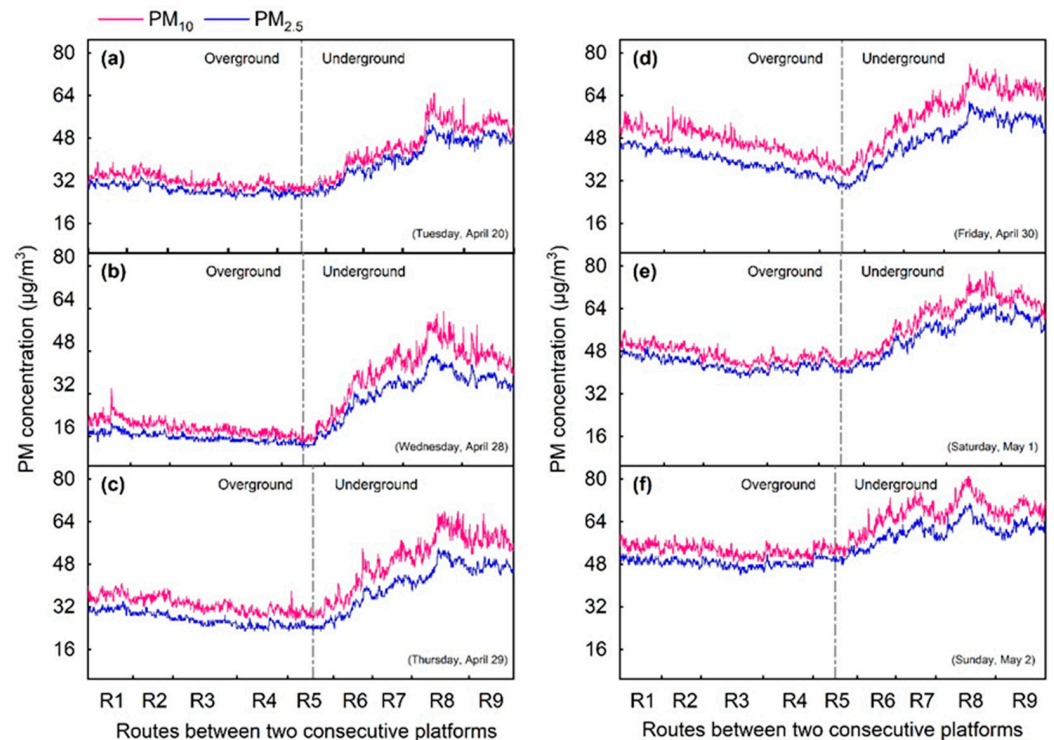 PM10 PM2.5
(a) Overground Underground
80
64
48
32
16
(Tuesday, April 20)
(b) Overground Underground
80
64
48
32
16
(Wednesday, April 28)
(c) Overground Underground
80
64
48
32
16
(Thursday, April 29)
PM concentration (µg/m³)
R1 R2 R3 R4 R5 R6 R7 R8 R9
Routes between two consecutive platforms
(d) Overground Underground
80
64
48
32
16
(Friday, April 30)
(e) Overground Underground
80
64
48
32
16
(Saturday, May 1)
(f) Overground Underground
80
64
48
32
16
(Sunday, May 2)
PM concentration (µg/m³)
R1 R2 R3 R4 R5 R6 R7 R8 R9
Routes between two consecutive platforms